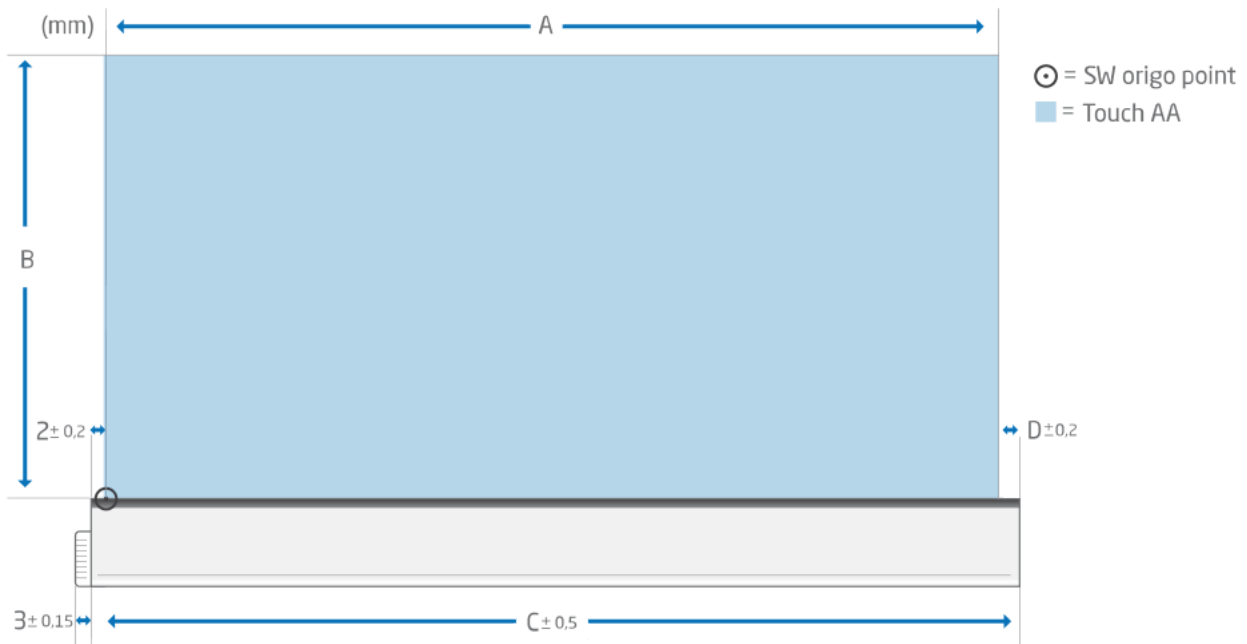 (mm)
A
= SW origo point
= Touch AA
B
2± 0,2
D±0,2
3± 0,15
C± 0,5